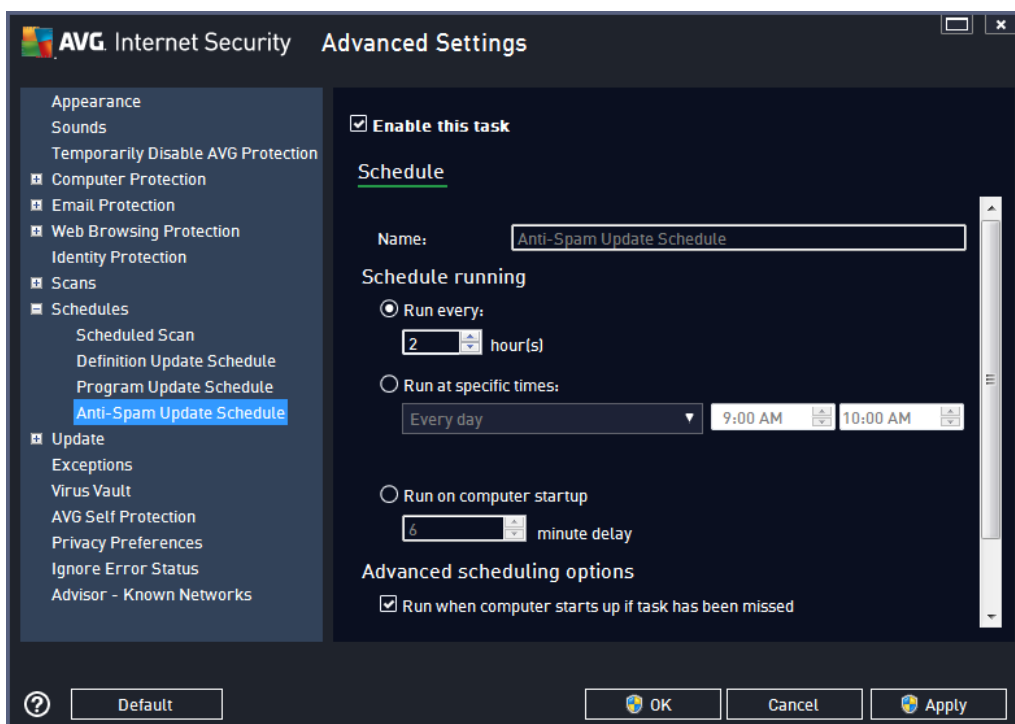 AVG. Internet Security Advanced Settings
Appearance
Sounds
Temporarily Disable AVG Protection
Computer Protection
Email Protection
Web Browsing Protection
Identity Protection
Scans
Schedules
Scheduled Scan
Definition Update Schedule
Program Update Schedule
Anti-Spam Update Schedule
Update
Exceptions
Virus Vault
AVG Self Protection
Privacy Preferences
Ignore Error Status
Advisor - Known Networks
Enable this task
Schedule
Name: Anti-Spam Update Schedule
Schedule running
Run every:
2 hour(s)
Run at specific times:
Every day 9:00 AM 10:00 AM
Run on computer startup
6 minute delay
Advanced scheduling options
Run when computer starts up if task has been missed
? Default OK Cancel Apply